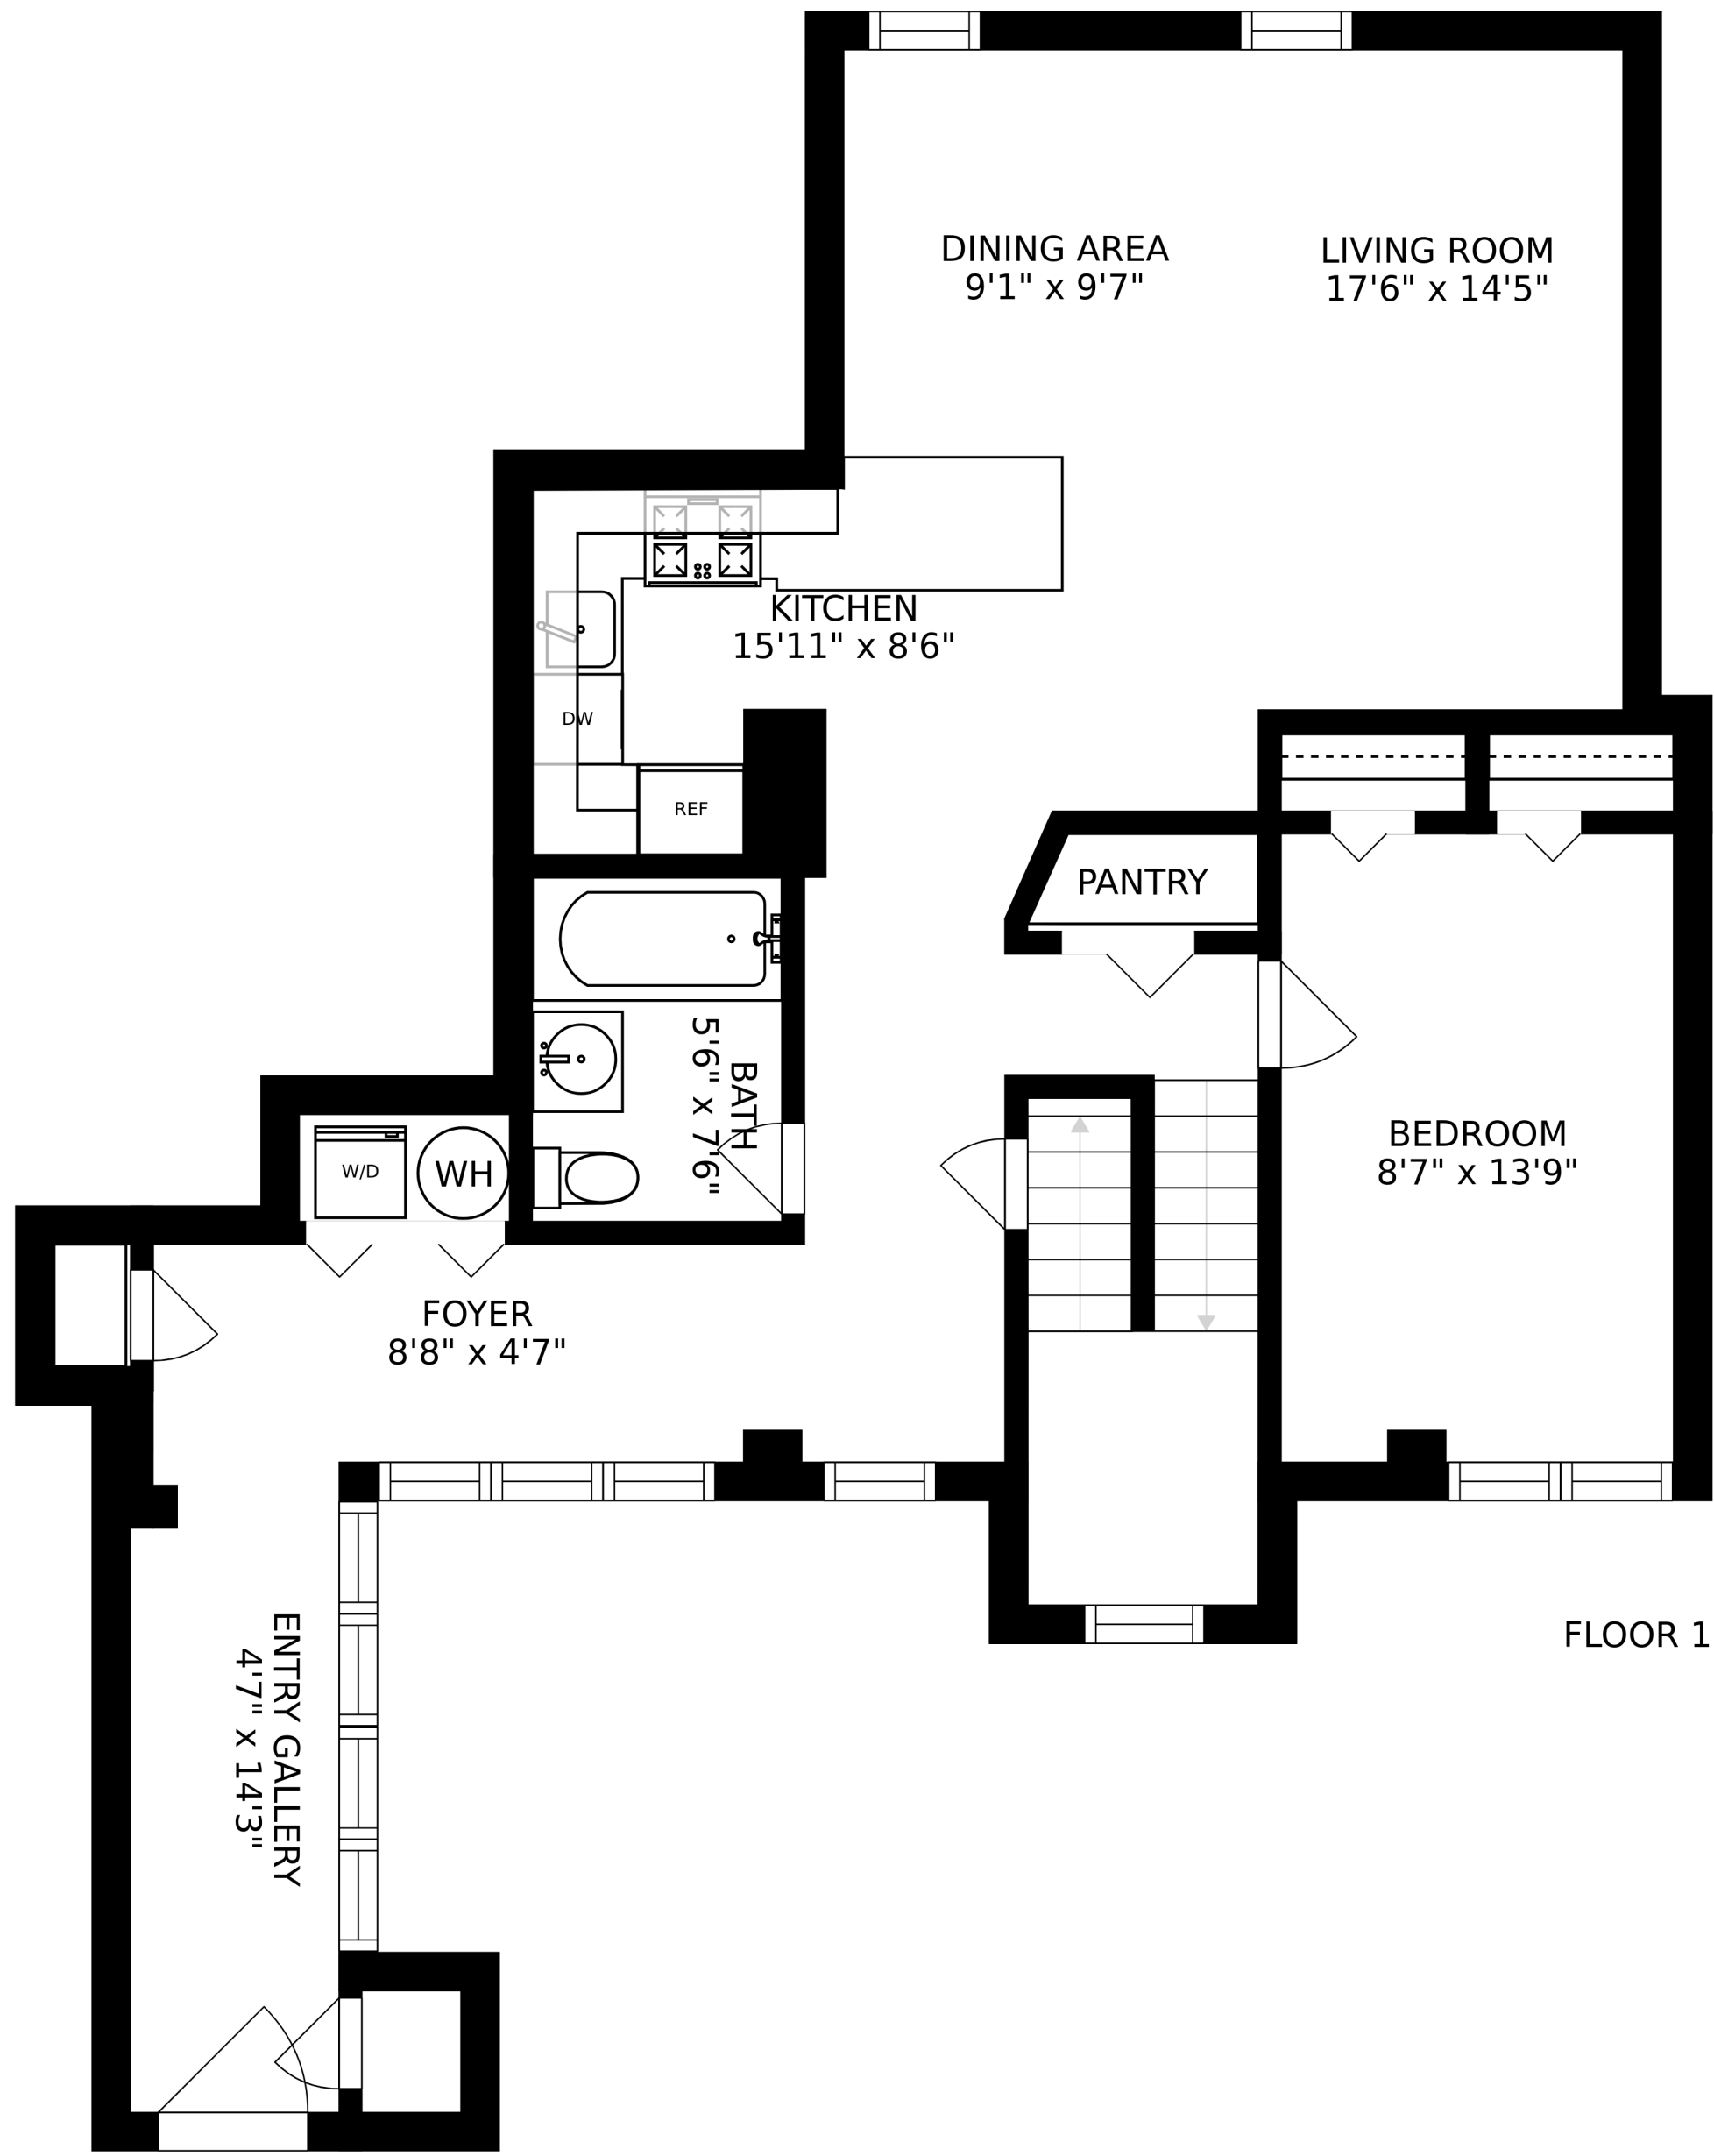 DINING AREA
9'1" x 9'7"
LIVING ROOM
17'6" x 14'5"
KITCHEN
15'11" x 8'6"
DW
REF
PANTRY
BATH
5'6" x 7'6"
BEDROOM
8'7" x 13'9"
W/D
WH
FOYER
8'8" x 4'7"
ENTRY GALLERY
4'7" x 14'3"
FLOOR 1